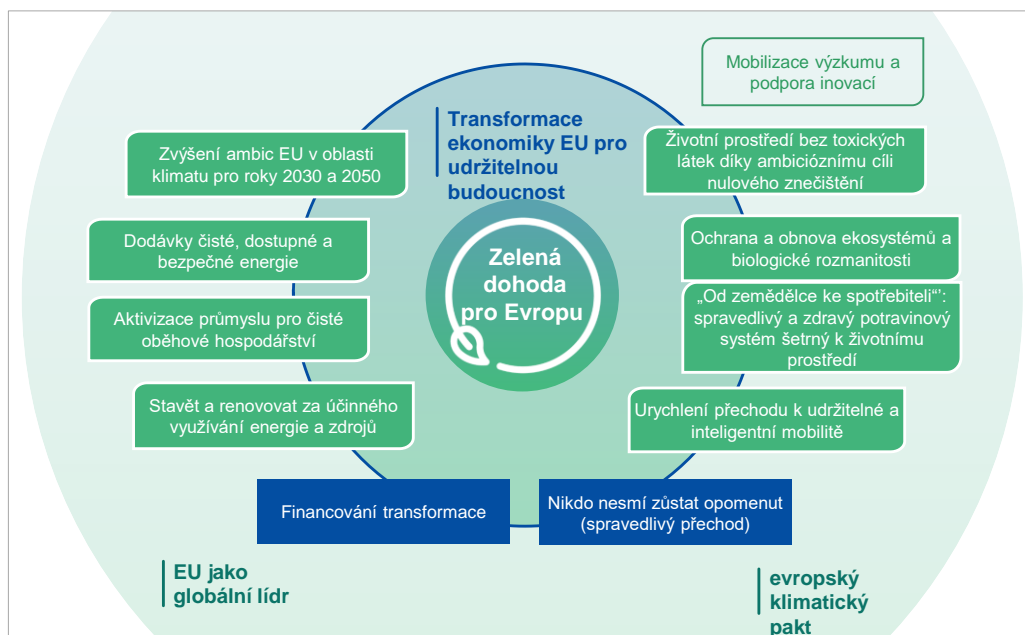 Mobilizace výzkumu a
podpora inovací
Transformace
ekonomiky EU pro
udržitelnou
budoucnost
Zvýšení ambic EU v oblasti
klimatu pro roky 2030 a 2050
Životní prostředí bez toxických
látek díky ambicióznímu cíli
nulového znečištění
Dodávky čisté, dostupné a
bezpečné energie
Ochrana a obnova ekosystémů a
biologické rozmanitosti
Zelená
dohoda
pro Evropu
Aktivizace průmyslu pro čisté
oběhové hospodářství
„Od zemědělce ke spotřebiteli“':
spravedlivý a zdravý potravinový
systém šetrný k životnímu
prostředí
Stavět a renovovat za účinného
využívání energie a zdrojů
Urychlení přechodu k udržitelné a
inteligentní mobilitě
Financování transformace
Nikdo nesmí zůstat opomenut
(spravedlivý přechod)
EU jako
globální lídr
evropský
klimatický
pakt